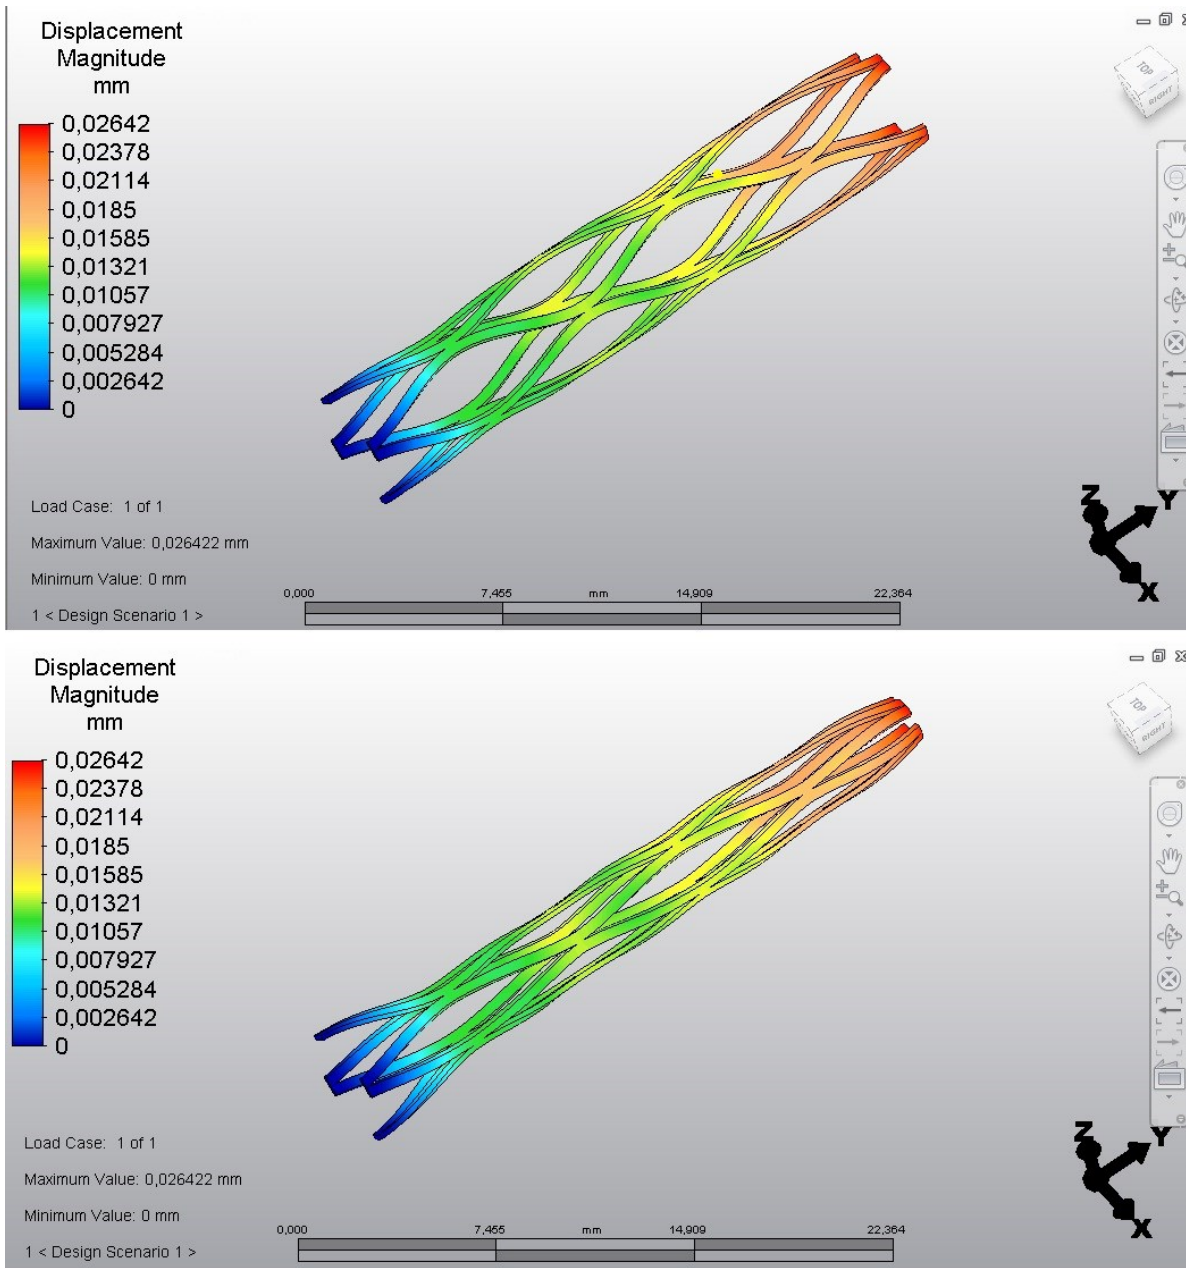 Displacement
Magnitude
mm
0,02642
0,02378
0,02114
0,0185
0,01585
0,01321
0,01057
0,007927
0,005284
0,002642
0
TOP
RIGHT
Load Case: 1 of 1
Maximum Value: 0,026422 mm
Minimum Value: 0 mm
1 < Design Scenario 1 >
0,000 7,455 mm 14,909 22,364
Z
Y
X
Displacement
Magnitude
mm
0,02642
0,02378
0,02114
0,0185
0,01585
0,01321
0,01057
0,007927
0,005284
0,002642
0
TOP
RIGHT
Load Case: 1 of 1
Maximum Value: 0,026422 mm
Minimum Value: 0 mm
1 < Design Scenario 1 >
0,000 7,455 mm 14,909 22,364
Z
Y
X